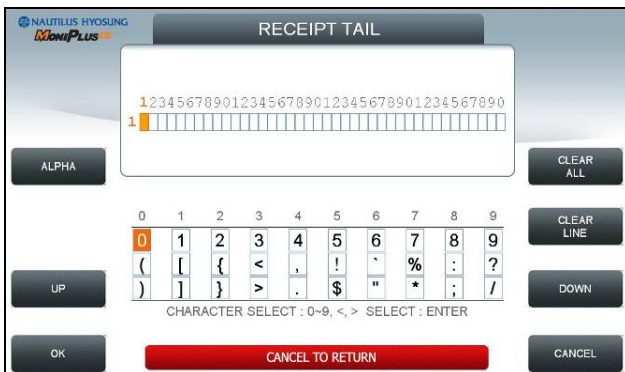 NAUTILUS HYOSUNG
MoniPlus
RECEIPT TAIL
1234567890123456789012345678901234567890
1
ALPHA
CLEAR ALL
0 1 2 3 4 5 6 7 8 9
CLEAR LINE
0 1 2 3 4 5 6 7 8 9
( [ { < , ! ` % : ?
) ] } > . $ " * ; /
UP
DOWN
CHARACTER SELECT : 0~9, <, > SELECT : ENTER
OK
CANCEL TO RETURN
CANCEL